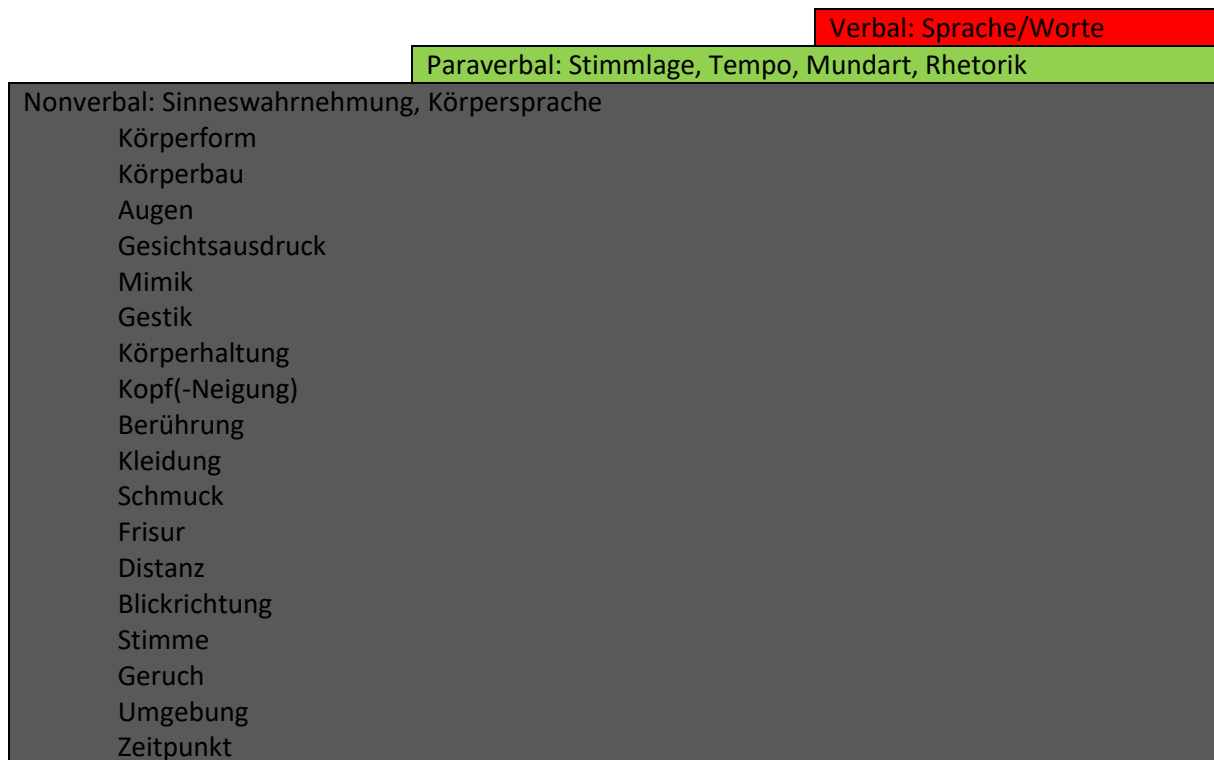 Verbal: Sprache/Worte
Paraverbal: Stimmlage, Tempo, Mundart, Rhetorik
Nonverbal: Sinneswahrnehmung, Körpersprache
Körperform
Körperbau
Augen
Gesichtsausdruck
Mimik
Gestik
Körperhaltung
Kopf(-Neigung)
Berührung
Kleidung
Schmuck
Frisur
Distanz
Blickrichtung
Stimme
Geruch
Umgebung
Zeitpunkt